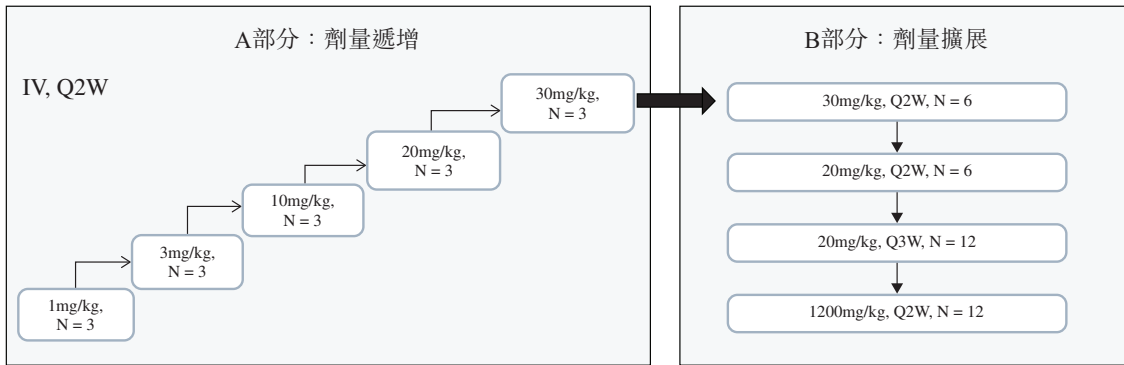 A部分：劑量遞增
IV, Q2W
1mg/kg,
N = 3
3mg/kg,
N = 3
10mg/kg,
N = 3
20mg/kg,
N = 3
30mg/kg,
N = 3
B部分：劑量擴展
30mg/kg, Q2W, N = 6
20mg/kg, Q2W, N = 6
20mg/kg, Q3W, N = 12
1200mg/kg, Q2W, N = 12